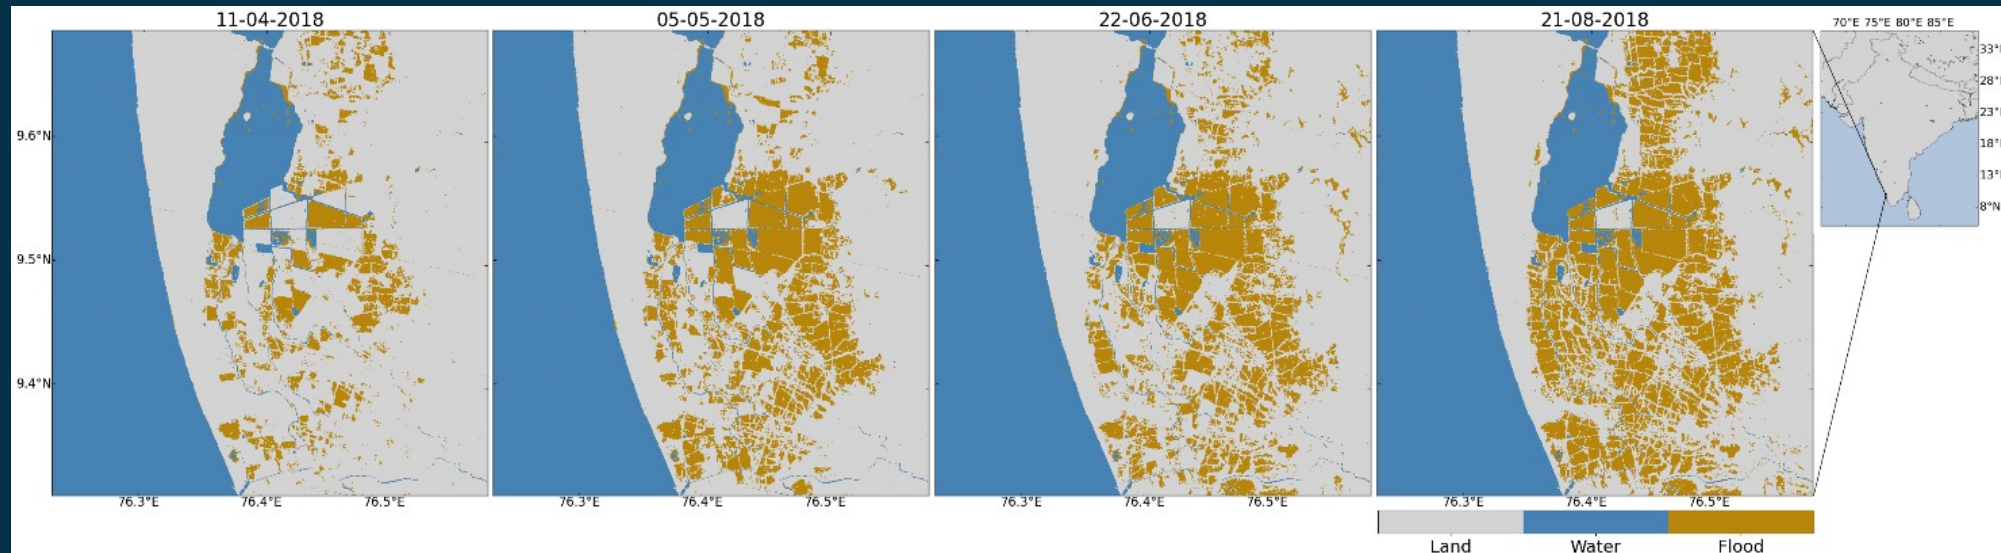 11-04-2018
05-05-2018
22-06-2018
21-08-2018
70°E 75°E 80°E 85°E
33°
28°
23°
18°
13°
8°N
9.6°N
9.5°N
9.4°N
76.3°E 76.4°E 76.5°E
76.3°E 76.4°E 76.5°E
76.3°E 76.4°E 76.5°E
76.3°E 76.4°E 76.5°E
Land Water Flood